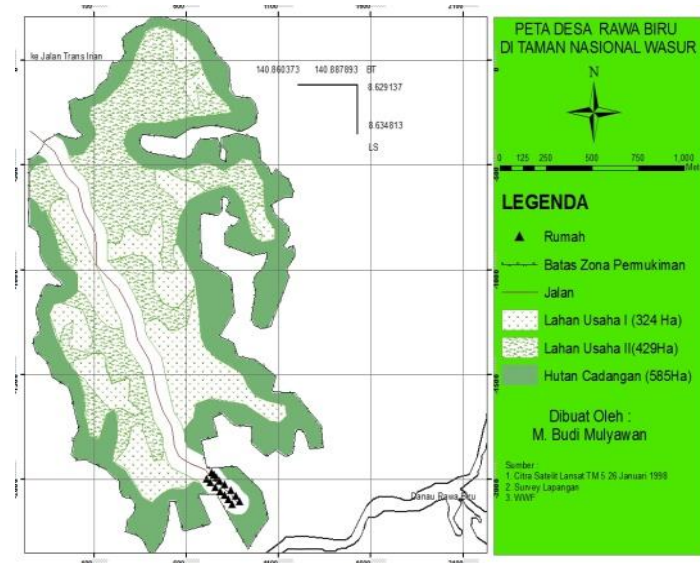 ke Jalan Trans Irian
140.860373 140.887893 BT
8.629137
8.634813
LS
Danau Rawa Biru
PETA DESA RAWA BIRU
DI TAMAN NASIONAL WASUR
N
0 125 250 500 750 1,000
LEGENDA
Rumah
Batas Zona Permukiman
Jalan
Lahan Usaha I (324 Ha)
Lahan Usaha II(429Ha)
Hutan Cadangan (585Ha)
Dibuat Oleh :
M. Budi Mulyawan
Sumber :
1. Citra Satelit Lansat TM 5 26 Januari 1998
2. Survey Lapangan
3. WWF